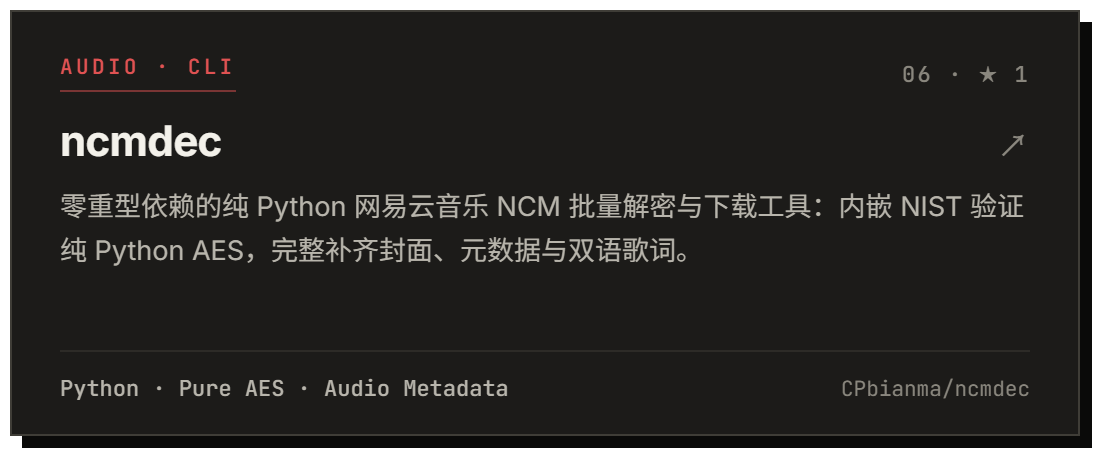 AUDIO · CLI
06 · ★ 1
ncmdec
↗
零重型依赖的纯 Python 网易云音乐 NCM 批量解密与下载工具：内嵌 NIST 验证
纯 Python AES，完整补齐封面、元数据与双语歌词。
Python · Pure AES · Audio Metadata
CPbianma/ncmdec